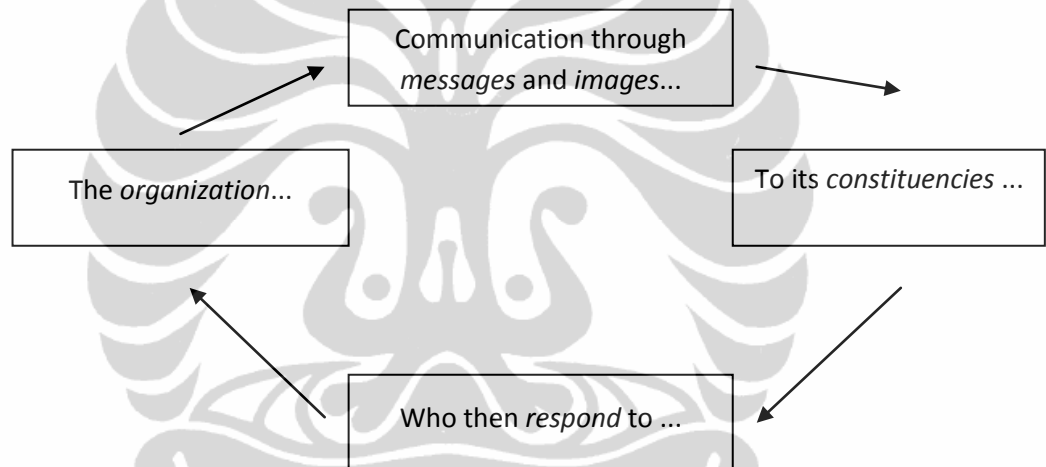 Communication through
messages and images...
The organization...
To its constituencies ...
Who then respond to ...